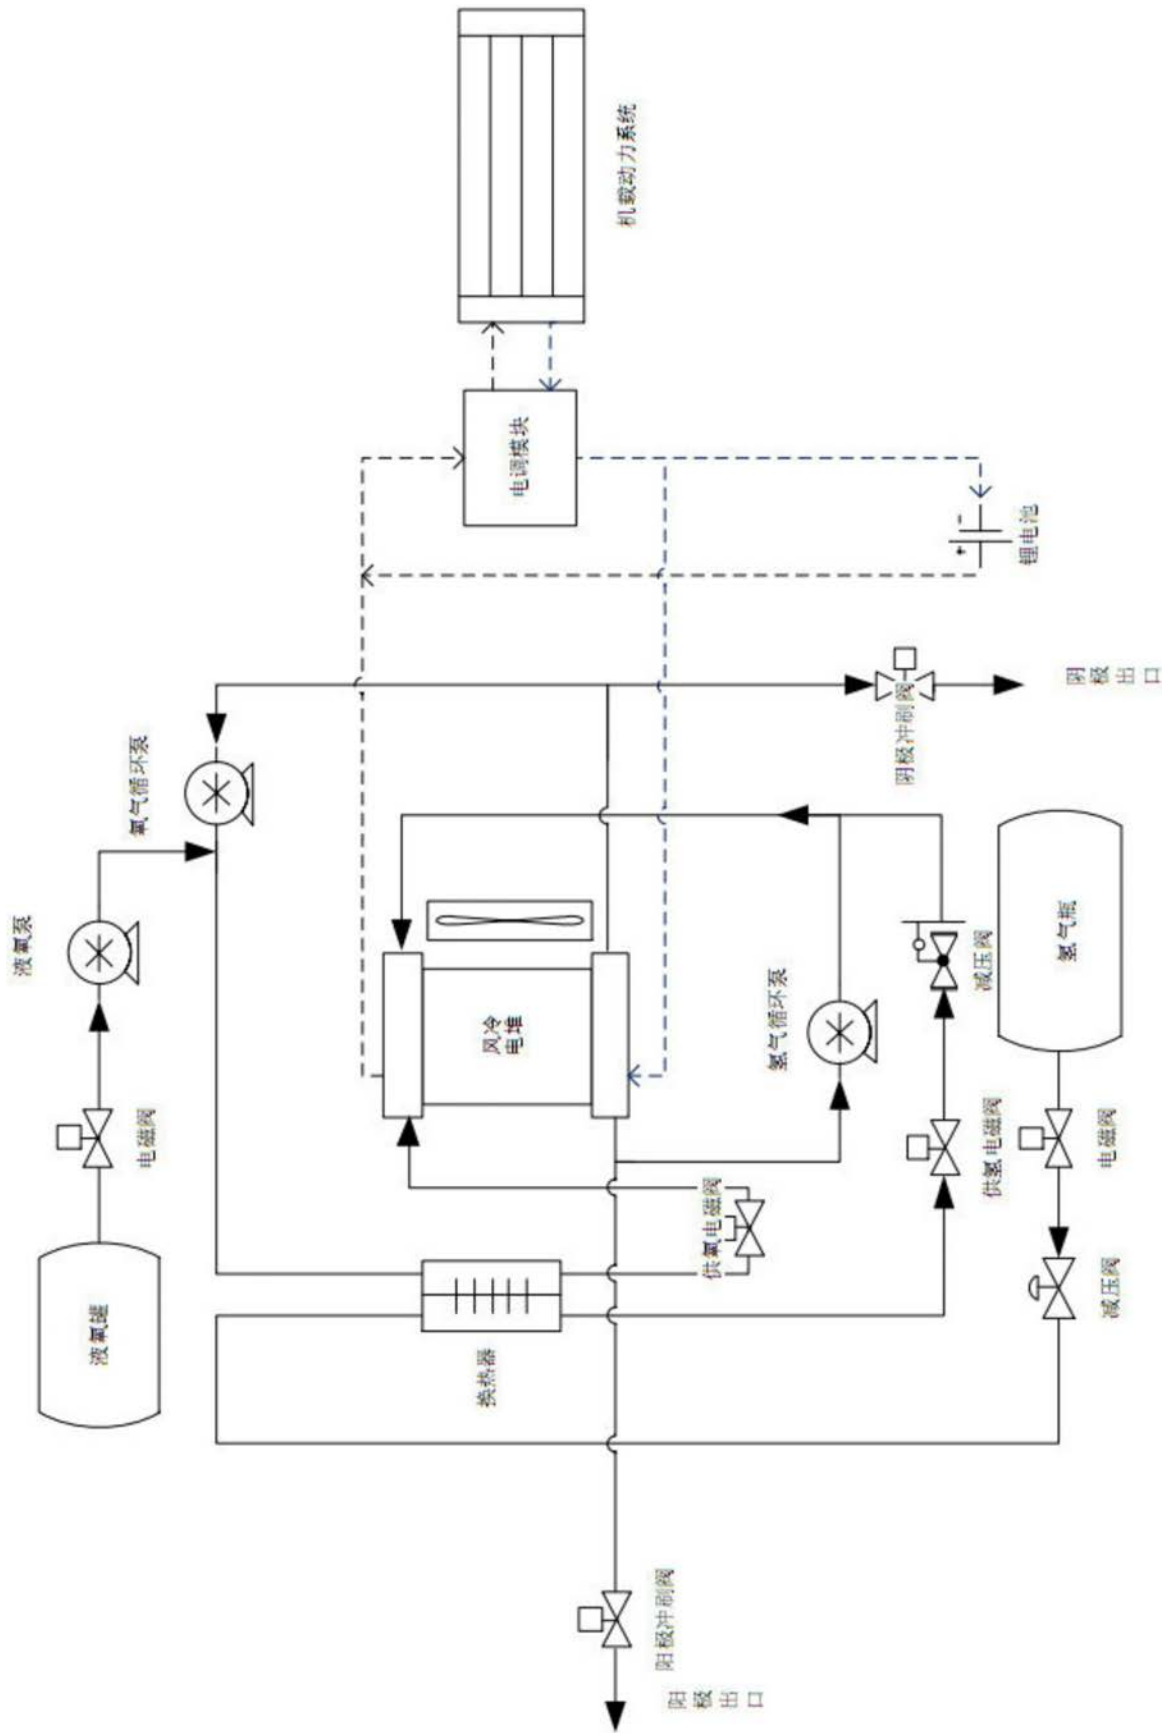 液氧泵
液氧罐
电磁阀
氧气循环泵
换热器
风冷
电堆
电调模块
机载动力系统
阳极冲刷阀
阳极出口
供氧电磁阀
氢气循环泵
阴极冲刷阀
供氢电磁阀
减压阀
+ -
锂电池
氢气瓶
阴极出口
减压阀
电磁阀